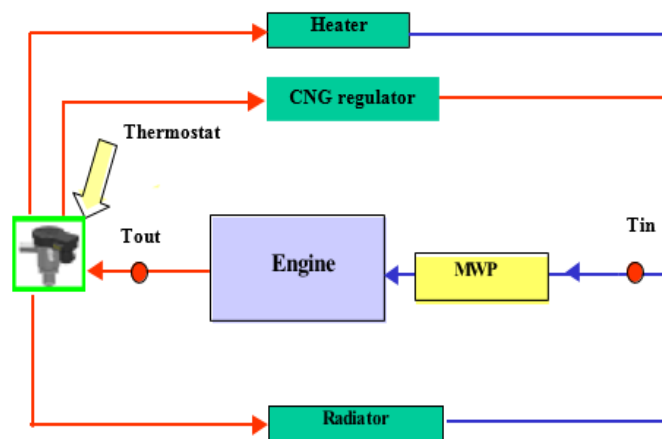 Heater
CNG regulator
Thermostat
Tout
Engine
MWP
Tin
Radiator